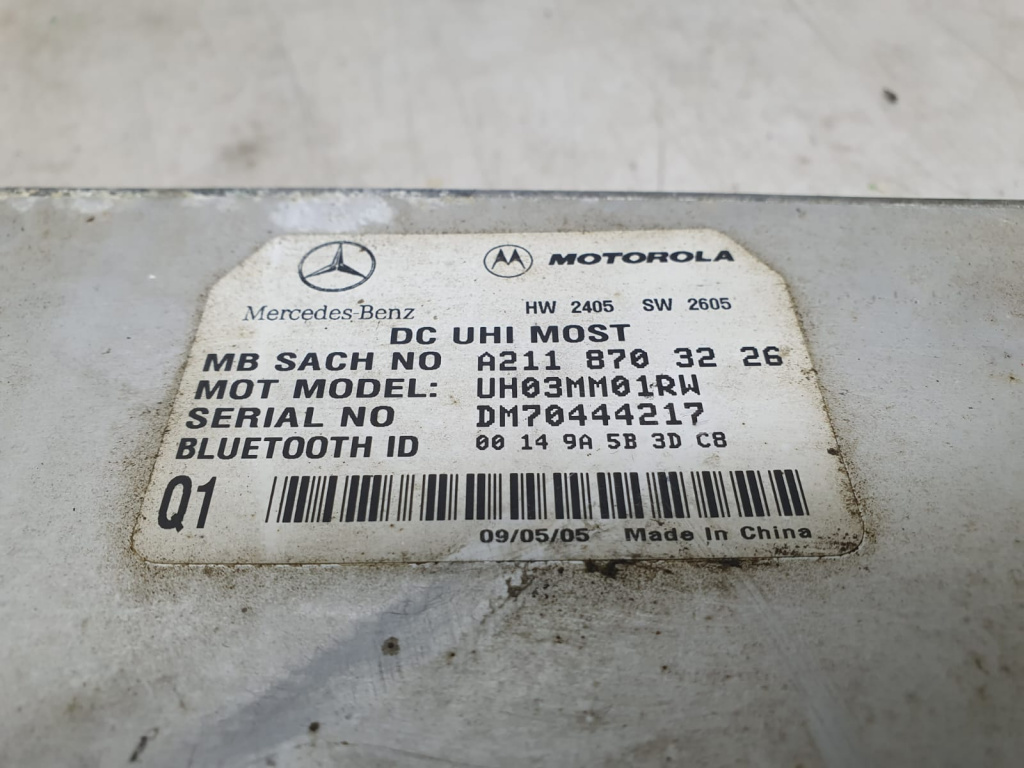 MOTOROLA
Mercedes-Benz
HW 2405 SW 2605
DC UHI MOST
MB SACH NO A211 870 32 26
MOT MODEL: UH03MM01RW
SERIAL NO DM70444217
BLUETOOTH ID 00 14 9A 5B 3D C8
Q1
09/05/05 Made In China